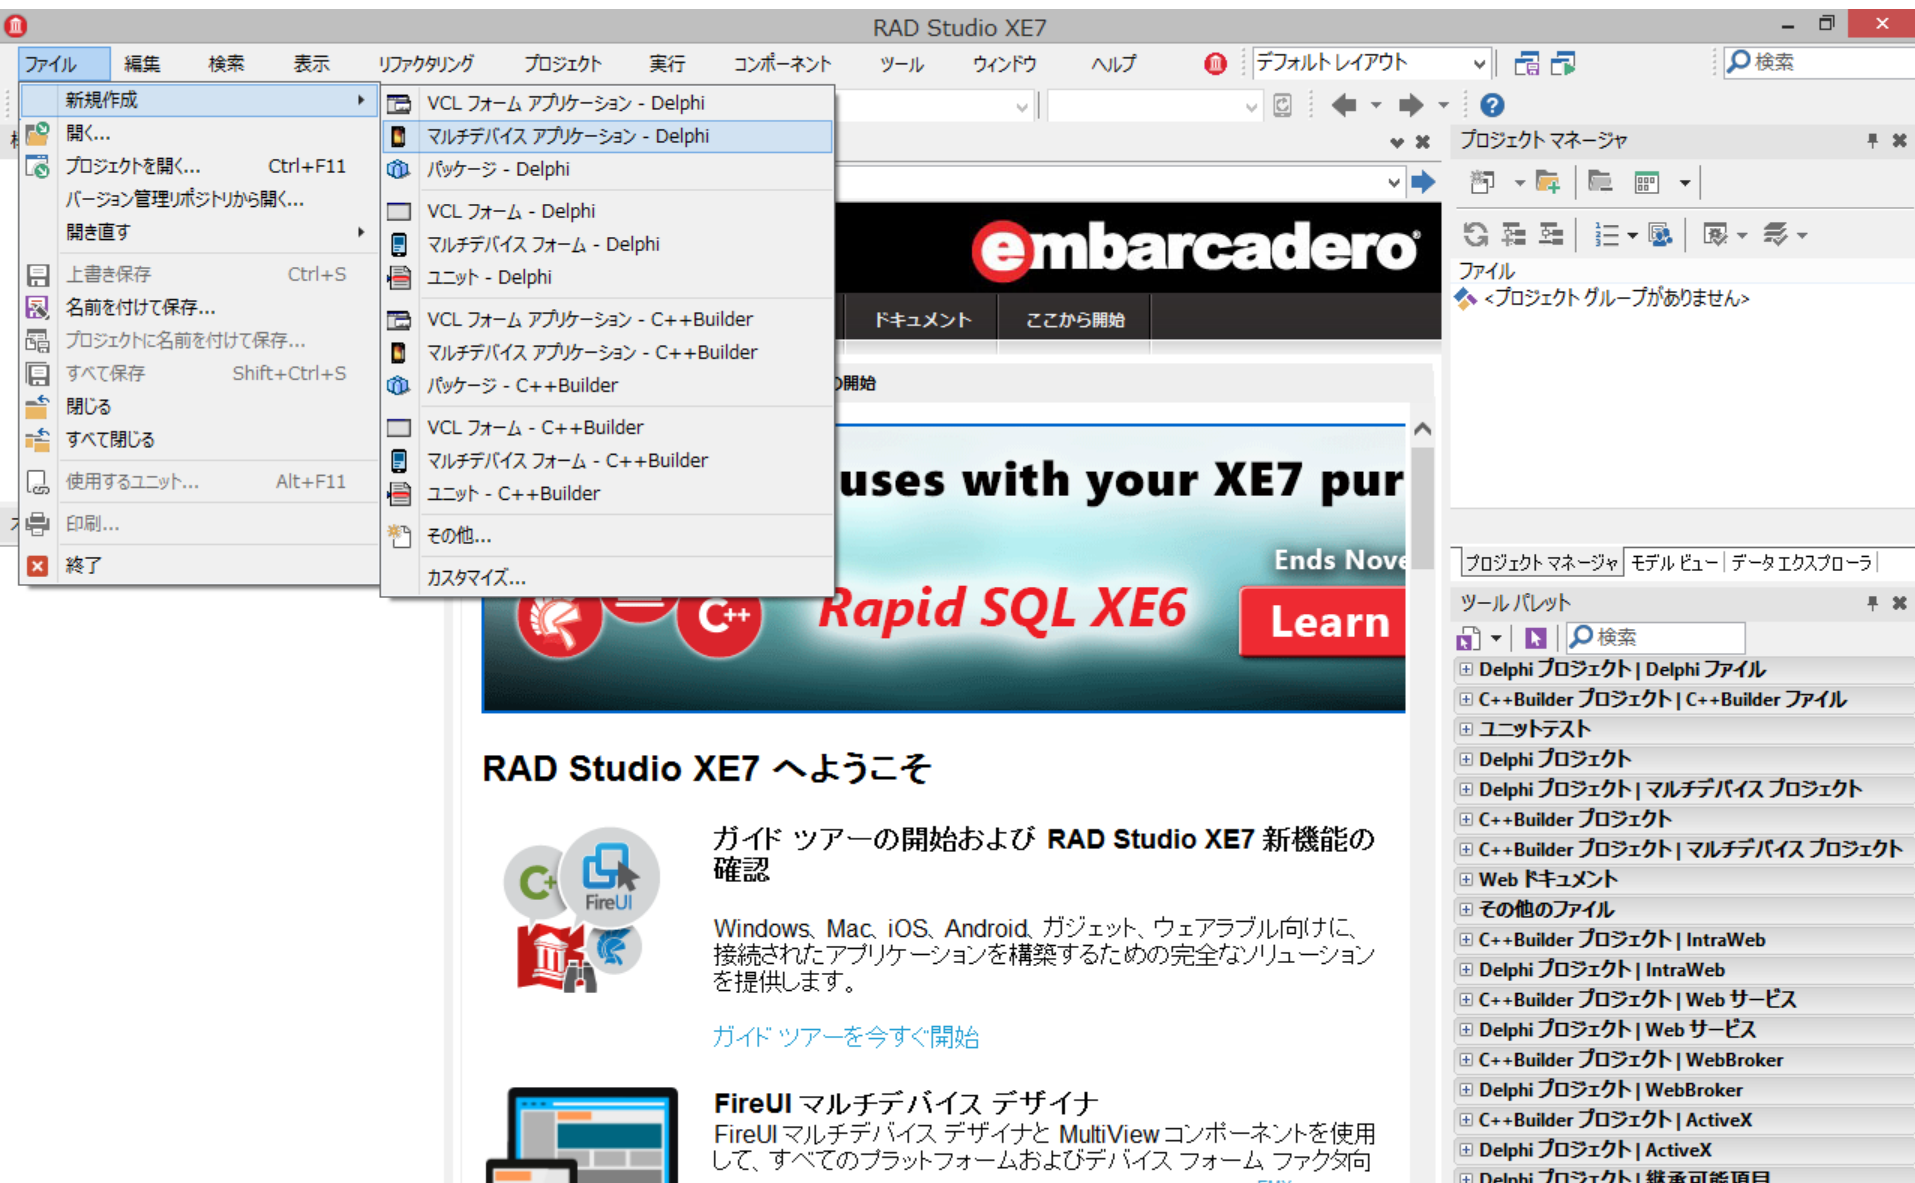 RAD Studio XE7
ファイル 編集 検索 表示 リファクタリング プロジェクト 実行 コンポーネント ツール ウィンドウ ヘルプ デフォルト レイアウト 検索
新規作成
開く...
プロジェクトを開く... Ctrl+F11
バージョン管理リポジトリから開く...
開き直す
上書き保存 Ctrl+S
名前を付けて保存...
プロジェクトに名前を付けて保存...
すべて保存 Shift+Ctrl+S
閉じる
すべて閉じる
使用するユニット... Alt+F11
印刷...
終了
VCL フォーム アプリケーション - Delphi
マルチデバイス アプリケーション - Delphi
パッケージ - Delphi
VCL フォーム - Delphi
マルチデバイス フォーム - Delphi
ユニット - Delphi
VCL フォーム アプリケーション - C++Builder
マルチデバイス アプリケーション - C++Builder
パッケージ - C++Builder
VCL フォーム - C++Builder
マルチデバイス フォーム - C++Builder
ユニット - C++Builder
その他...
カスタマイズ...
embarcadero
ドキュメント ここから開始
の開始
uses with your XE7 pur
Ends Nove
C++ Rapid SQL XE6 Learn
RAD Studio XE7 へようこそ
C+ FireUI
ガイド ツアーの開始および RAD Studio XE7 新機能の
確認
Windows、Mac、iOS、Android、ガジェット、ウェアラブル向けに、
接続されたアプリケーションを構築するための完全なソリューション
を提供します。
ガイド ツアーを今すぐ開始
FireUI マルチデバイス デザイナ
FireUI マルチデバイス デザイナと MultiView コンポーネントを使用
して、すべてのプラットフォームおよびデバイス フォーム ファクタ向
プロジェクト マネージャ
ファイル
<プロジェクト グループがありません>
プロジェクト マネージャ モデル ビュー データ エクスプローラ
ツール パレット
検索
Delphi プロジェクト | Delphi ファイル
C++Builder プロジェクト | C++Builder ファイル
ユニットテスト
Delphi プロジェクト
Delphi プロジェクト | マルチデバイス プロジェクト
C++Builder プロジェクト
C++Builder プロジェクト | マルチデバイス プロジェクト
Web ドキュメント
その他のファイル
C++Builder プロジェクト | IntraWeb
Delphi プロジェクト | IntraWeb
C++Builder プロジェクト | Web サービス
Delphi プロジェクト | Web サービス
C++Builder プロジェクト | WebBroker
Delphi プロジェクト | WebBroker
C++Builder プロジェクト | ActiveX
Delphi プロジェクト | ActiveX
Delphi プロジェクト | 継承可能項目